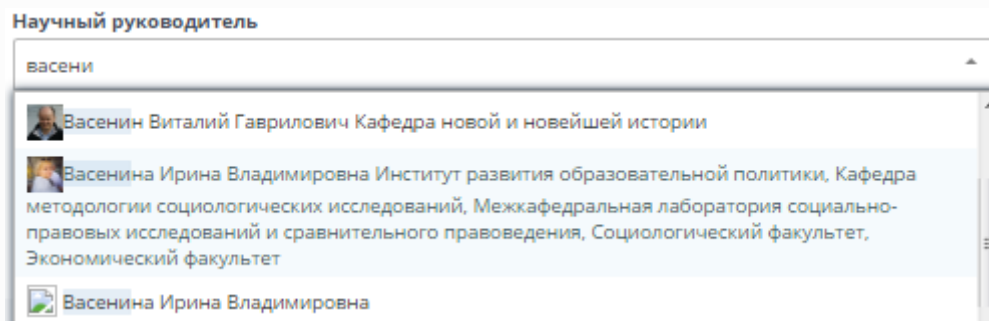 Научный руководитель
васени
Васенин Виталий Гаврилович Кафедра новой и новейшей истории
Васенина Ирина Владимировна Институт развития образовательной политики, Кафедра
методологии социологических исследований, Межкафедральная лаборатория социально-
правовых исследований и сравнительного правоведения, Социологический факультет,
Экономический факультет
Васенина Ирина Владимировна